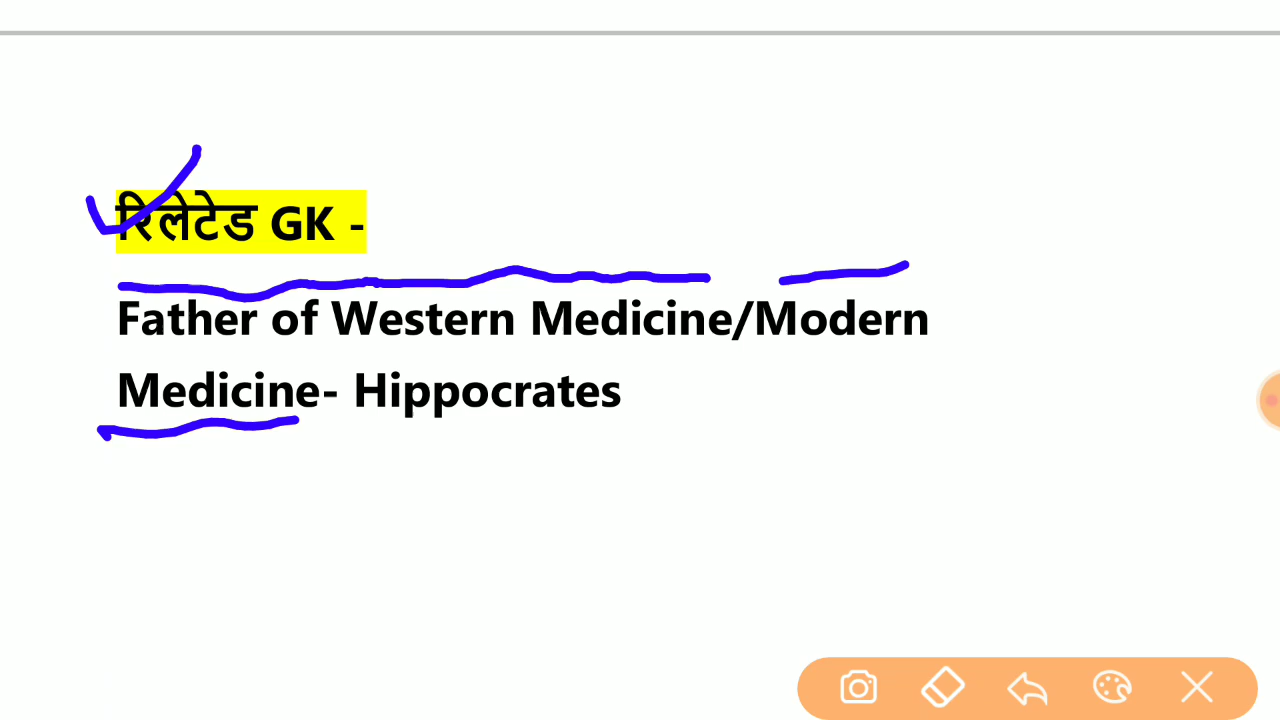 रिलेटेड GK -
Father of Western Medicine/Modern
Medicine- Hippocrates